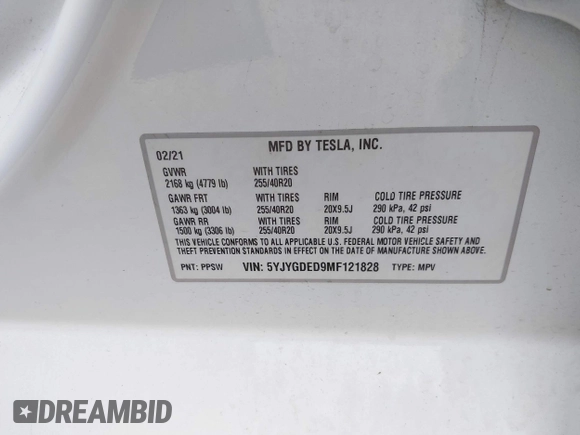 02/21 MFD BY TESLA, INC.
GVWR WITH TIRES
2168 kg (4779 lb) 255/40R20
GAWR FRT WITH TIRES RIM COLD TIRE PRESSURE
1363 kg (3004 lb) 255/40R20 20X9.5J 290 kPa, 42 psi
GAWR RR WITH TIRES RIM COLD TIRE PRESSURE
1500 kg (3306 lb) 255/40R20 20X9.5J 290 kPa, 42 psi
THIS VEHICLE CONFORMS TO ALL APPLICABLE U.S. FEDERAL MOTOR VEHICLE SAFETY AND
THEFT PREVENTION STANDARDS IN EFFECT ON THE DATE OF MANUFACTURE SHOWN ABOVE.
PNT: PPSW VIN: 5YJYGDED9MF121828 TYPE: MPV
DREAMBID